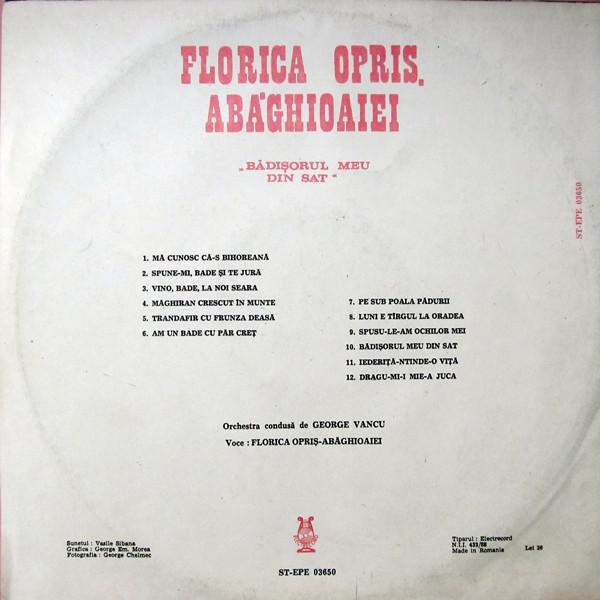 FLORICA OPRIȘ
ABĂGHIOAIEI
„BĂDIȘORUL MEU
DIN SAT"
ST-EPE 03650
1. MĂ CUNOSC CĂ-S BIHOREANĂ
2. SPUNE-MI, BADE ȘI TE JURĂ
3. VINO, BADE, LA NOI SEARA
4. MĂGHIRAN CRESCUT ÎN MUNTE
5. TRANDAFIR CU FRUNZA DEASĂ
6. AM UN BADE CU PĂR CREȚ
7. PE SUB POALA PĂDURII
8. LUNI E TÎRGUL LA ORADEA
9. SPUSU-LE-AM OCHILOR MEI
10. BĂDIȘORUL MEU DIN SAT
11. IEDERIȚĂ-NTINDE-O VIȚĂ
12. DRAGU-MI-I MIE-A JUCA
Orchestra condusă de GEORGE VANCU
Voce : FLORICA OPRIȘ-ABĂGHIOAIEI
Sunetul : Vasile Sibana
Grafica : George Em. Morea
Fotografia : George Chelmec
Tiparul : Electrecord
N.I.I. 433/88
Made in Romania Lei 36
ST-EPE 03650